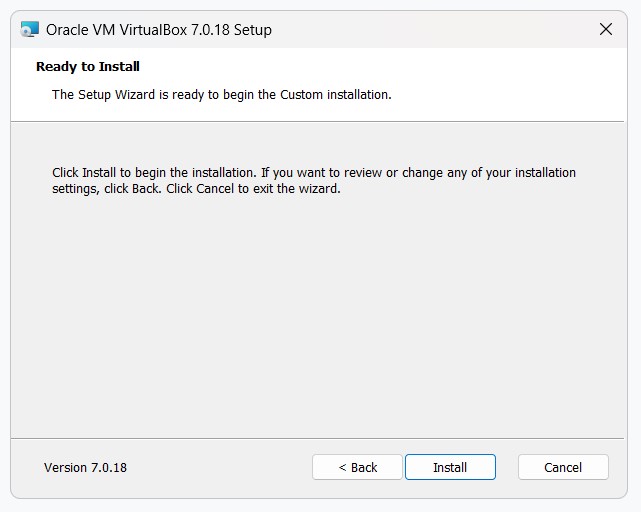 Oracle VM VirtualBox 7.0.18 Setup
Ready to Install
The Setup Wizard is ready to begin the Custom installation.
Click Install to begin the installation. If you want to review or change any of your installation
settings, click Back. Click Cancel to exit the wizard.
Version 7.0.18
< Back
Install
Cancel